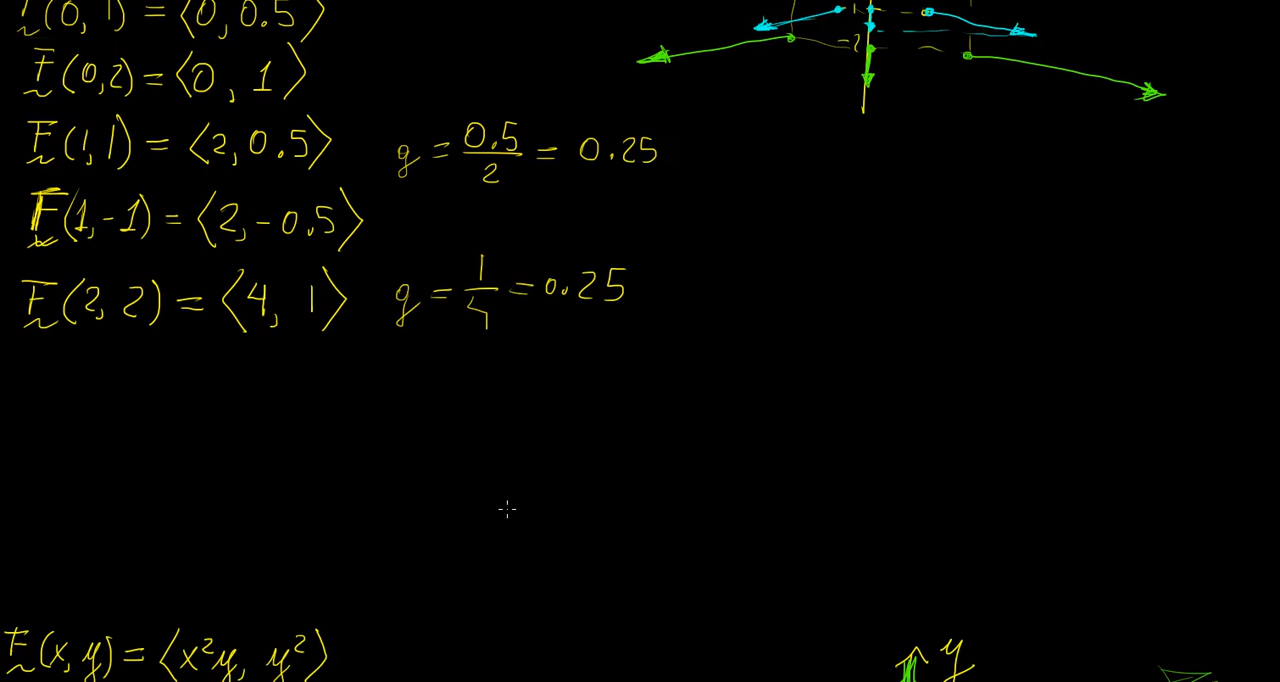 F(0, 1) = ⟨0, 0.5⟩
F(0,2) = ⟨0, 1⟩
F(1,1) = ⟨2, 0.5⟩ g = 0.5/2 = 0.25
F(1,-1) = ⟨2, -0.5⟩
F(2, 2) = ⟨4, 1⟩ g = 1/4 = 0.25
F(x, y) = ⟨x²y, y²⟩
-2
y